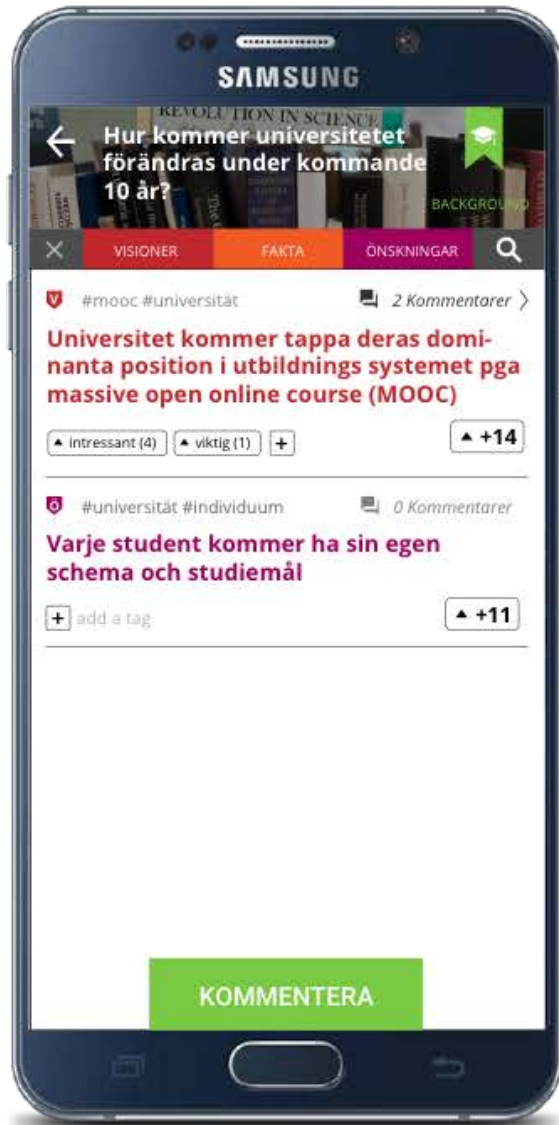 SAMSUNG
REVOLUTION IN SCIENCE
Hur kommer universitetet
förändras under kommande
10 år?
BACKGROUND
VISIONER FAKTA ÖNSKNINGAR
V #mooc #universität 2 Kommentarer
Universitet kommer tappa deras domi-
nanta position i utbildnings systemet pga
massive open online course (MOOC)
intressant (4) viktig (1) + +14
Ö #universität #individuum 0 Kommentarer
Varje student kommer ha sin egen
schema och studiemål
+ add a tag +11
KOMMENTERA